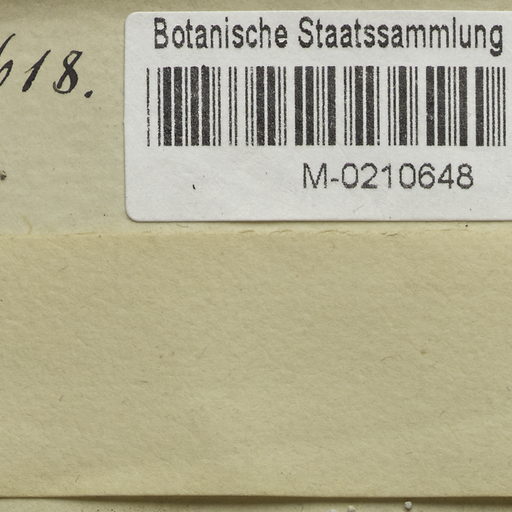 618.
Botanische Staatssammlung
M-0210648